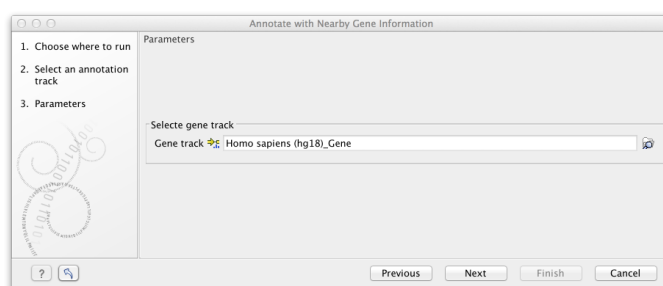 Annotate with Nearby Gene Information
1. Choose where to run
2. Select an annotation
track
3. Parameters
Parameters
Selecte gene track
Gene track Homo sapiens (hg18)_Gene
? Previous Next Finish Cancel